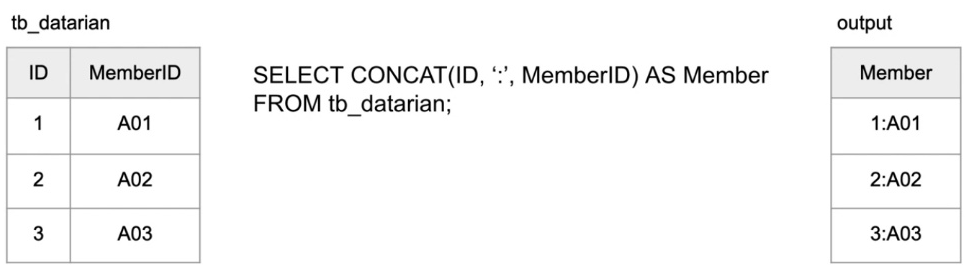 tb_datarian
ID MemberID
1 A01
2 A02
3 A03
SELECT CONCAT(ID, ‘:’, MemberID) AS Member
FROM tb_datarian;
output
Member
1:A01
2:A02
3:A03